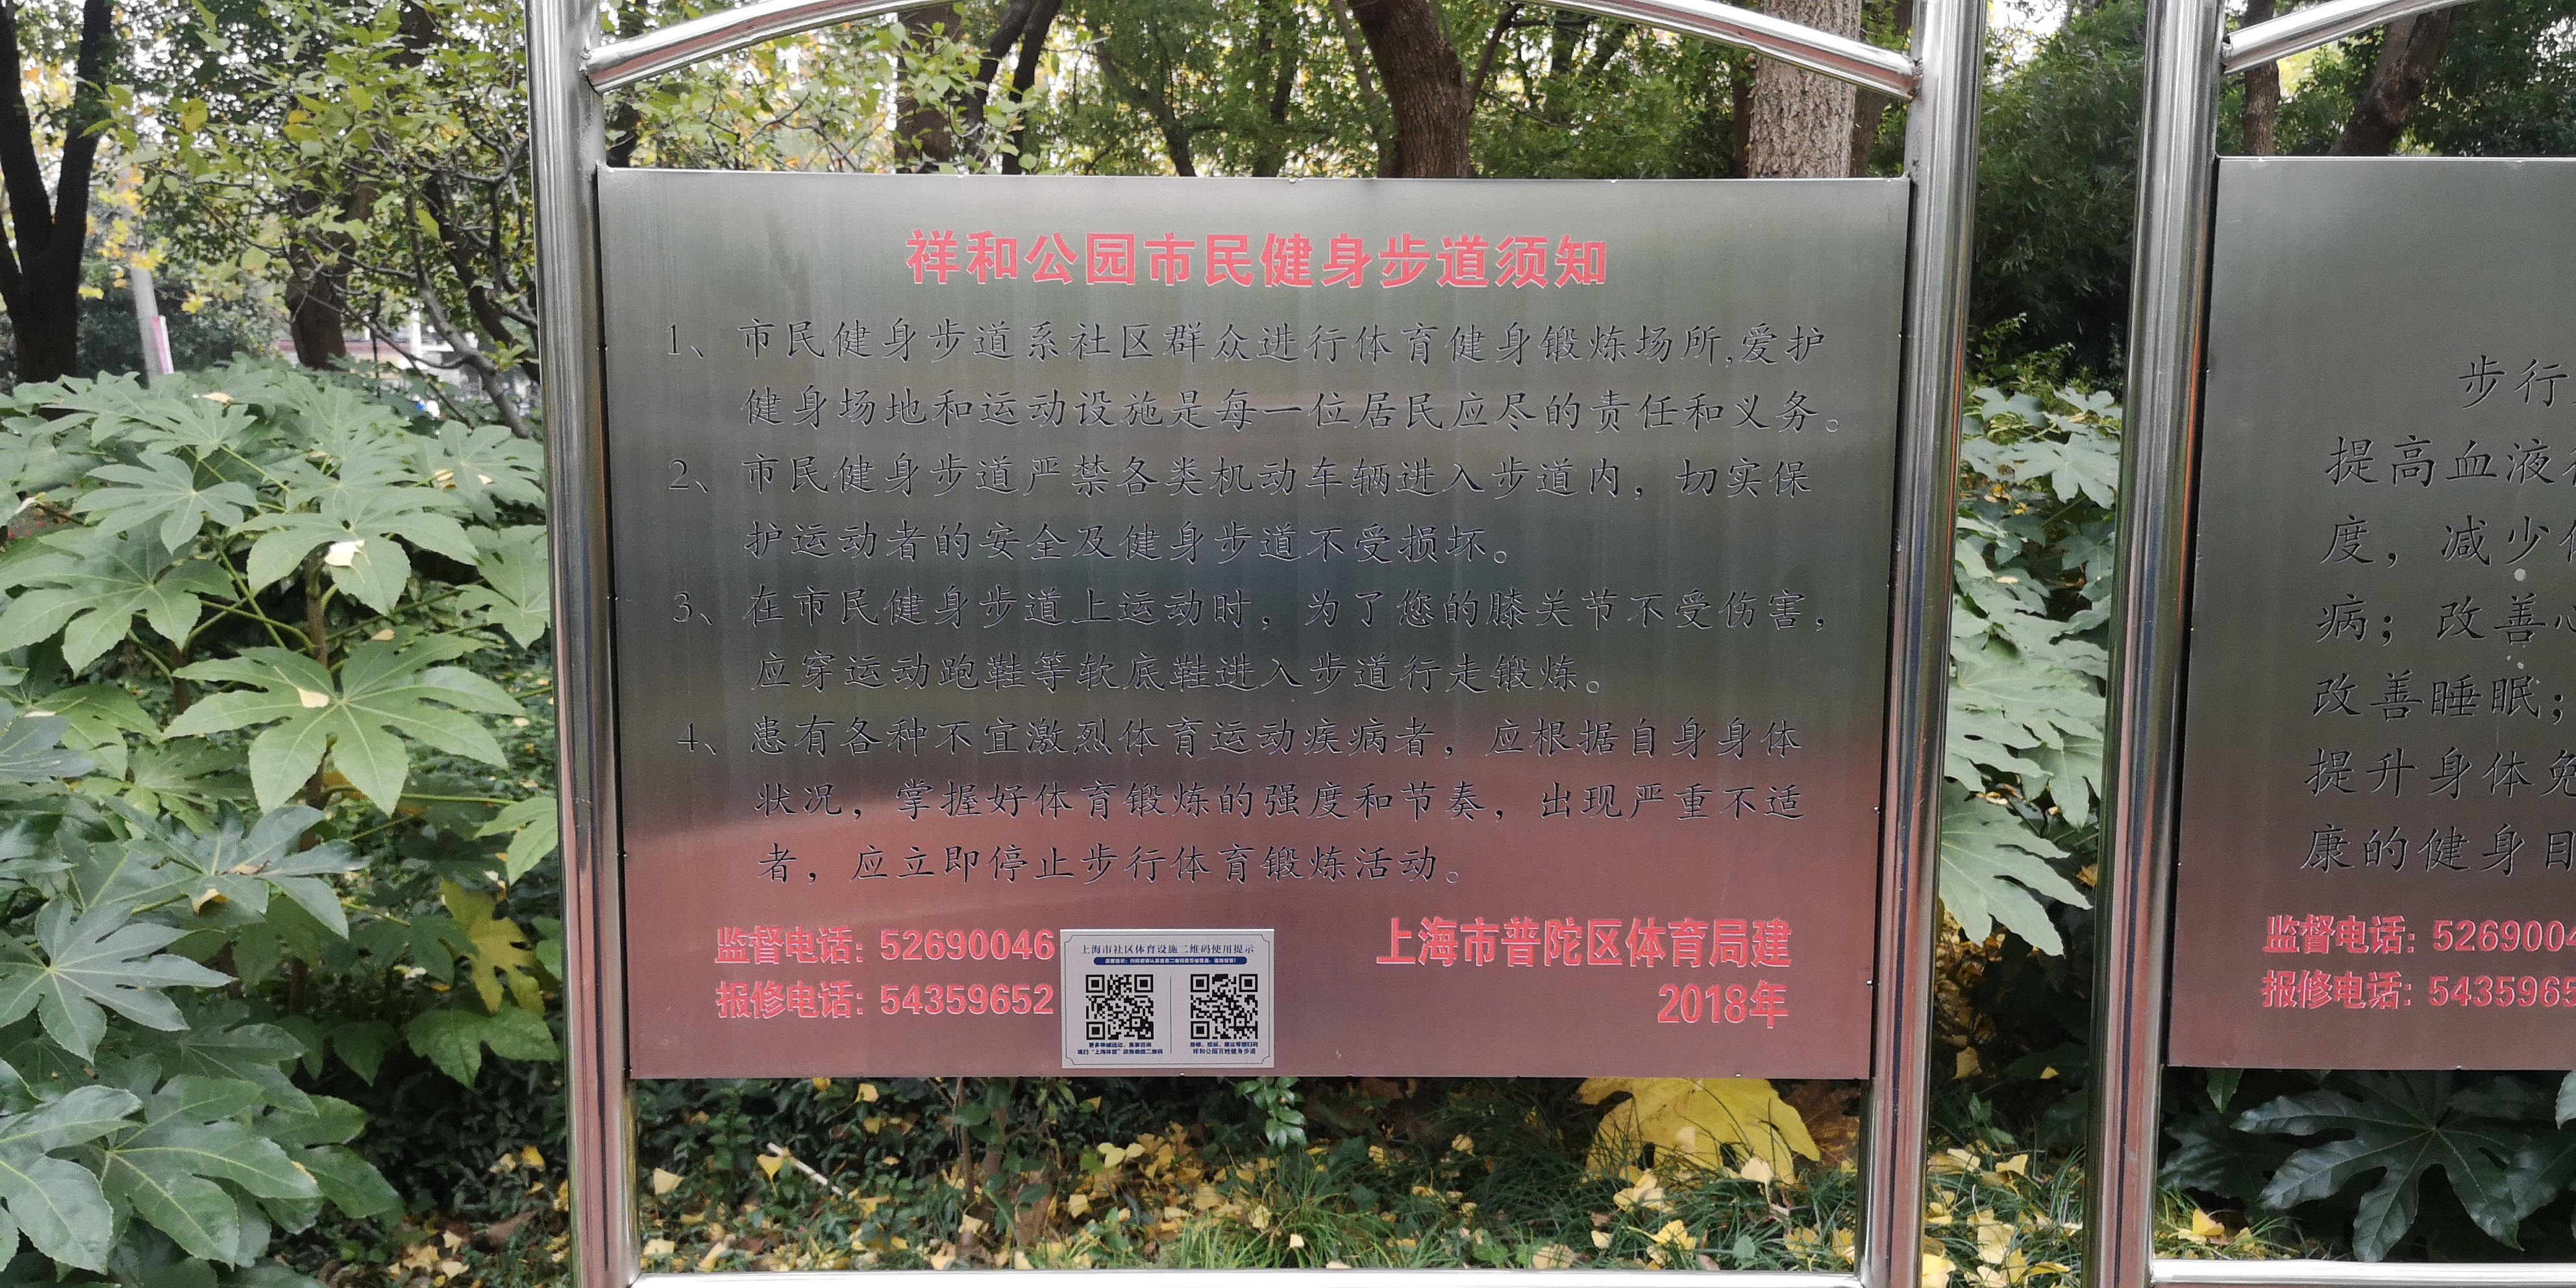 祥和公园市民健身步道须知
1、市民健身步道系社区群众进行体育健身锻炼场所,爱护
健身场地和运动设施是每一位居民应尽的责任和义务。
2、市民健身步道严禁各类机动车辆进入步道内，切实保
护运动者的安全及健身步道不受损坏。
3、在市民健身步道上运动时，为了您的膝关节不受伤害，
应穿运动跑鞋等软底鞋进入步道行走锻炼。
4、患有各种不宜激烈体育运动疾病者，应根据自身身体
状况，掌握好体育锻炼的强度和节奏，出现严重不适
者，应立即停止步行体育锻炼活动。
监督电话: 52690046
报修电话: 54359652
上海市社区体育设施二维码使用提示
祥和公园百姓健身步道
上海市普陀区体育局建
2018年
步行
提高血液
度，减少
病；改善
改善睡眠；
提升身体免
康的健身目
监督电话: 5269004
报修电话: 5435965